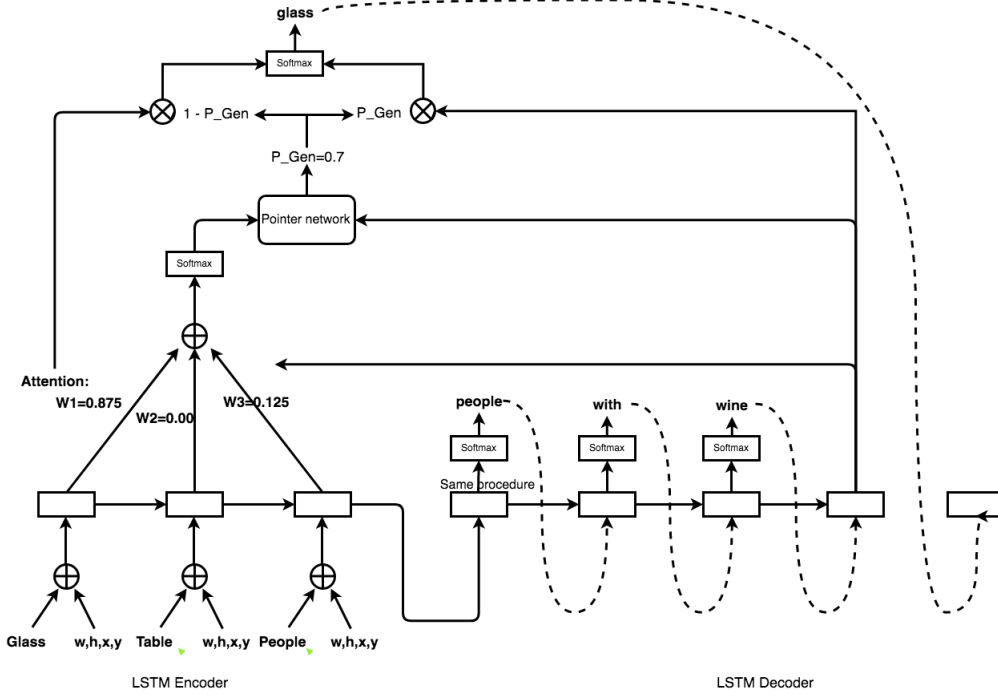 glass
Softmax
1 - P_Gen
P_Gen
P_Gen=0.7
Pointer network
Softmax
Attention:
W1=0.875
W2=0.00
W3=0.125
people
with
wine
Softmax
Softmax
Softmax
Same procedure
Glass
w,h,x,y
Table
w,h,x,y
People
w,h,x,y
LSTM Encoder
LSTM Decoder